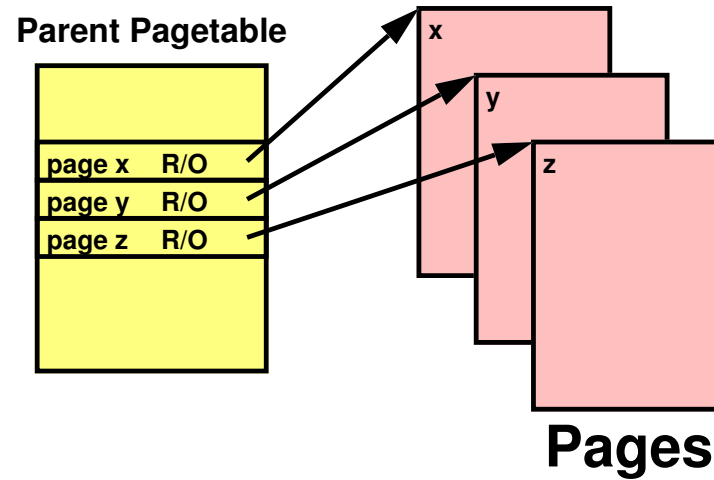 Parent Pagetable
page x R/O
page y R/O
page z R/O
x
y
z
Pages